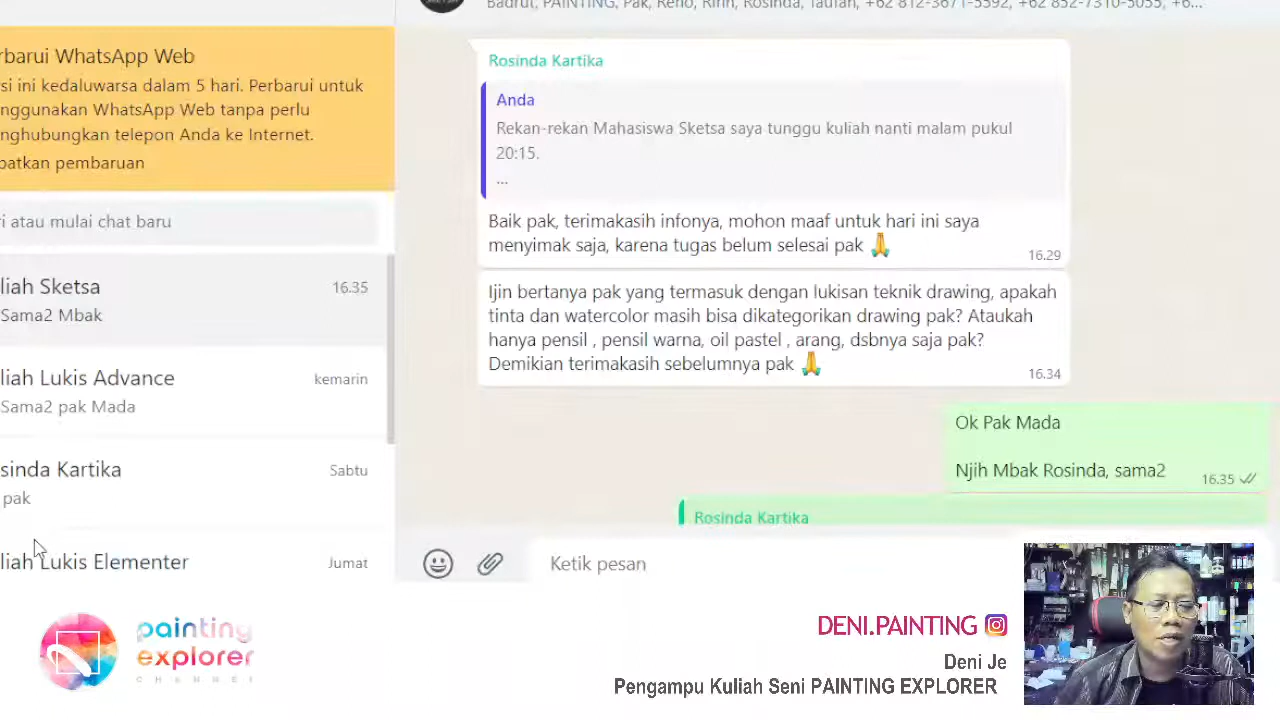 Badrut, PAINTING, Pak, Reno, Ririn, Rosinda, Taufan, +62 812-3671-5592, +62 852-7310-5055, +6...
rbarui WhatsApp Web
si ini kedaluwarsa dalam 5 hari. Perbarui untuk
nggunakan WhatsApp Web tanpa perlu
nghubungkan telepon Anda ke Internet.
patkan pembaruan
ri atau mulai chat baru
liah Sketsa
16.35
Sama2 Mbak
liah Lukis Advance
kemarin
Sama2 pak Mada
sinda Kartika
Sabtu
pak
liah Lukis Elementer
Jumat
Rosinda Kartika
Anda
Rekan-rekan Mahasiswa Sketsa saya tunggu kuliah nanti malam pukul
20:15.
...
Baik pak, terimakasih infonya, mohon maaf untuk hari ini saya
menyimak saja, karena tugas belum selesai pak 🙏
16.29
Ijin bertanya pak yang termasuk dengan lukisan teknik drawing, apakah
tinta dan watercolor masih bisa dikategorikan drawing pak? Ataukah
hanya pensil , pensil warna, oil pastel , arang, dsbnya saja pak?
Demikian terimakasih sebelumnya pak 🙏
16.34
Ok Pak Mada
Njih Mbak Rosinda, sama2
16.35
Rosinda Kartika
Ketik pesan
painting
explorer
CHANNEL
DENI.PAINTING
Deni Je
Pengampu Kuliah Seni PAINTING EXPLORER